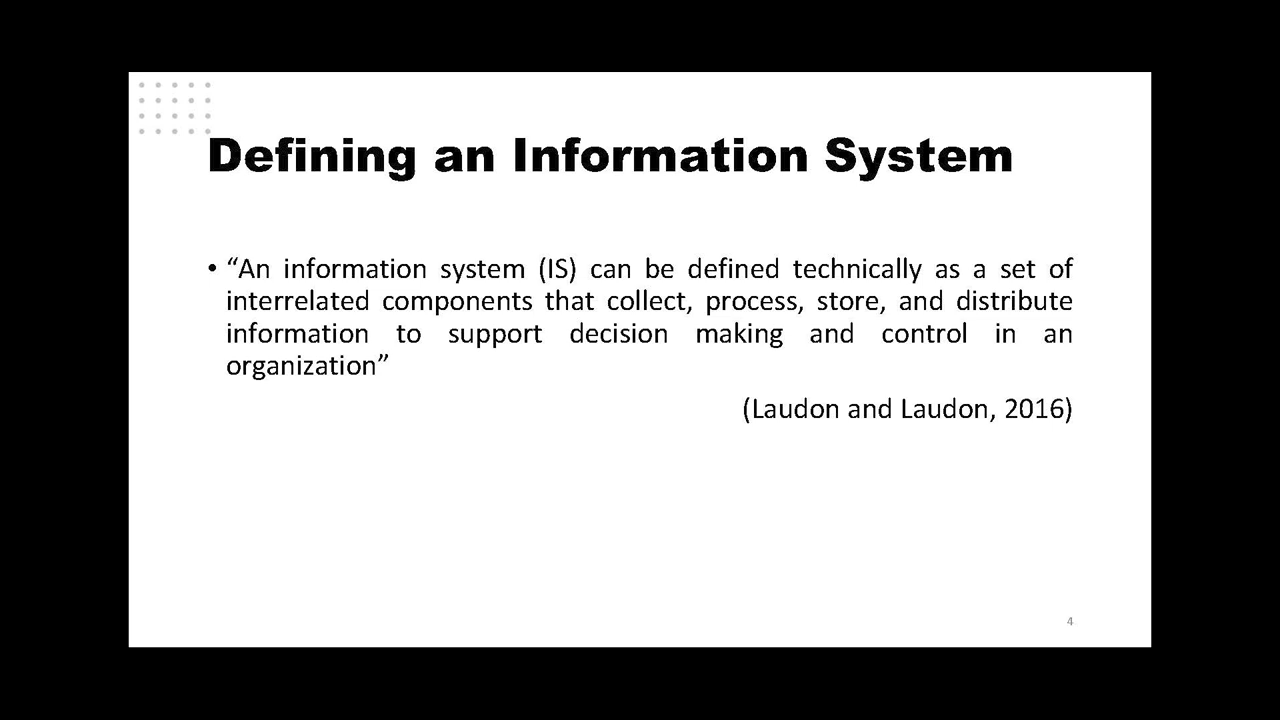 Defining an Information System
• “An information system (IS) can be defined technically as a set of
interrelated components that collect, process, store, and distribute
information to support decision making and control in an
organization”
(Laudon and Laudon, 2016)
4